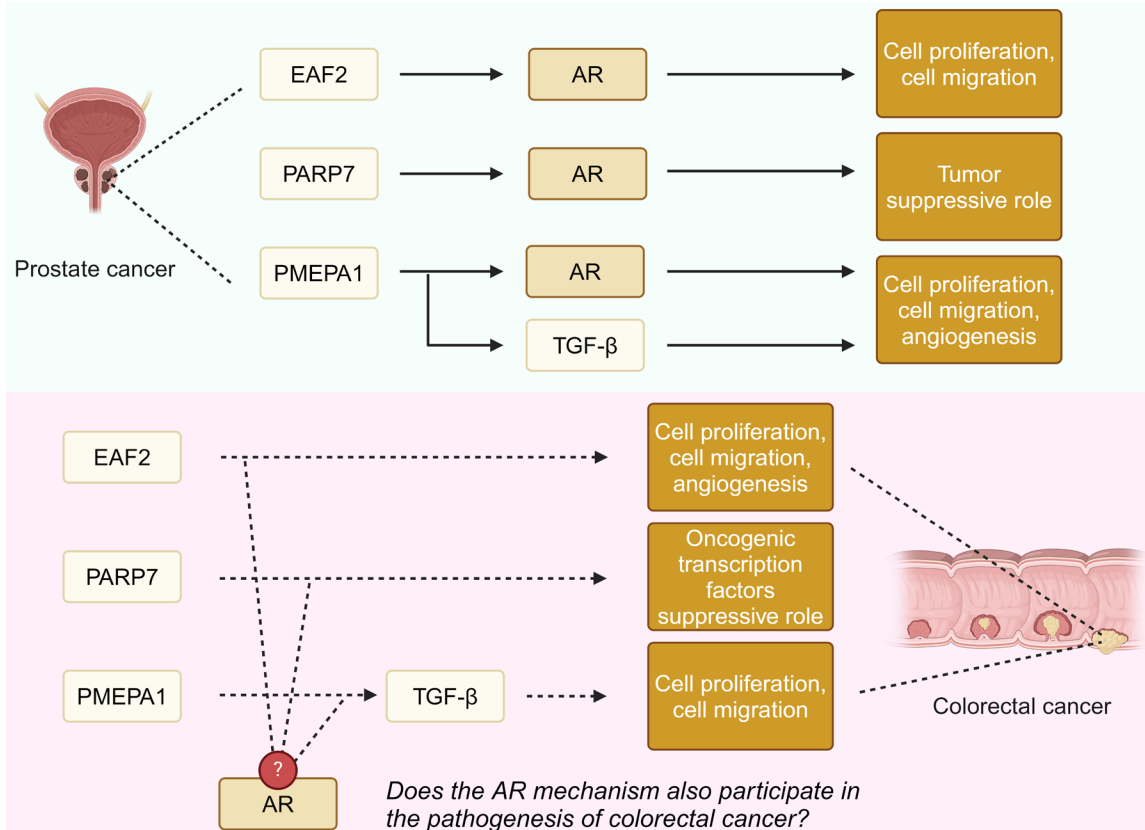 EAF2
AR
Cell proliferation,
cell migration
PARP7
AR
Tumor
suppressive role
Prostate cancer
PMEPA1
AR
Cell proliferation,
cell migration,
angiogenesis
TGF-β
EAF2
Cell proliferation,
cell migration,
angiogenesis
PARP7
Oncogenic
transcription
factors
suppressive role
PMEPA1
TGF-β
Cell proliferation,
cell migration
Colorectal cancer
?
AR
Does the AR mechanism also participate in
the pathogenesis of colorectal cancer?